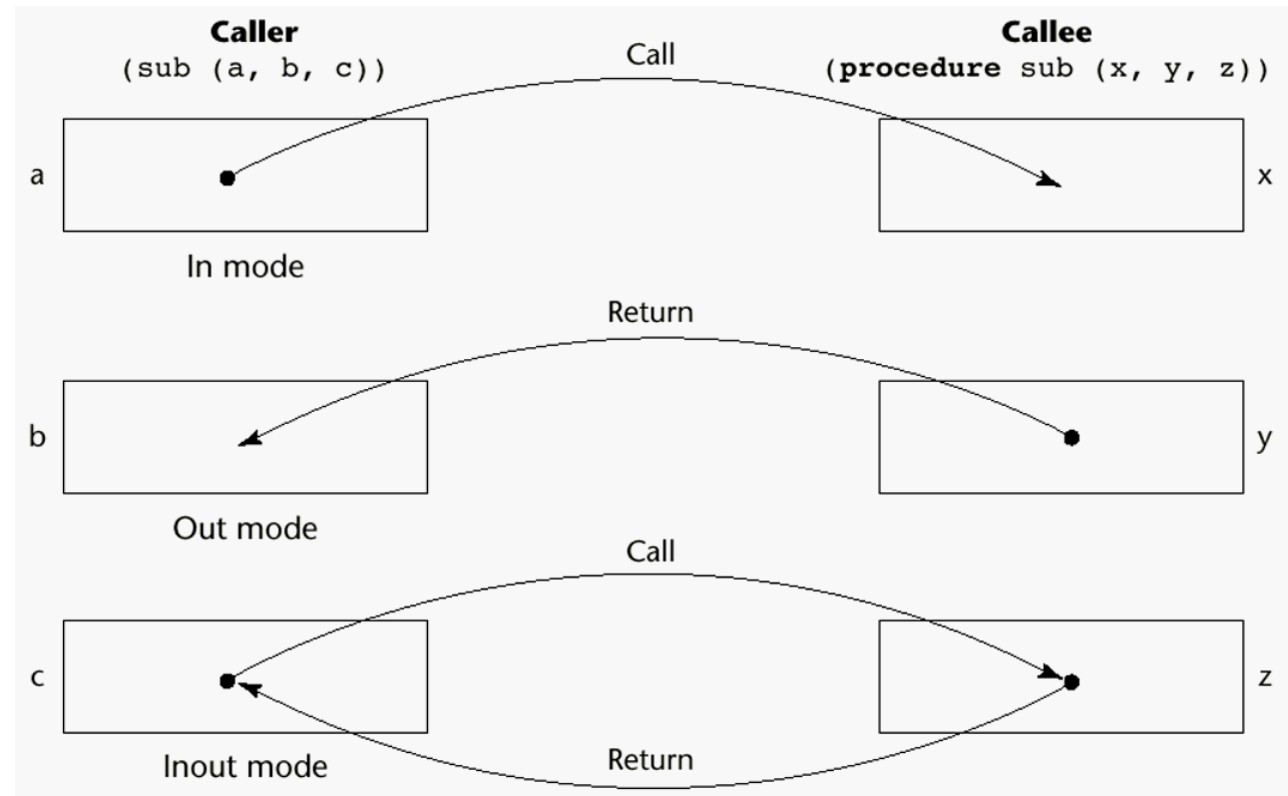 Caller
(sub (a, b, c))
Call
Callee
(procedure sub (x, y, z))
a
x
In mode
Return
b
y
Out mode
Call
c
z
Inout mode
Return